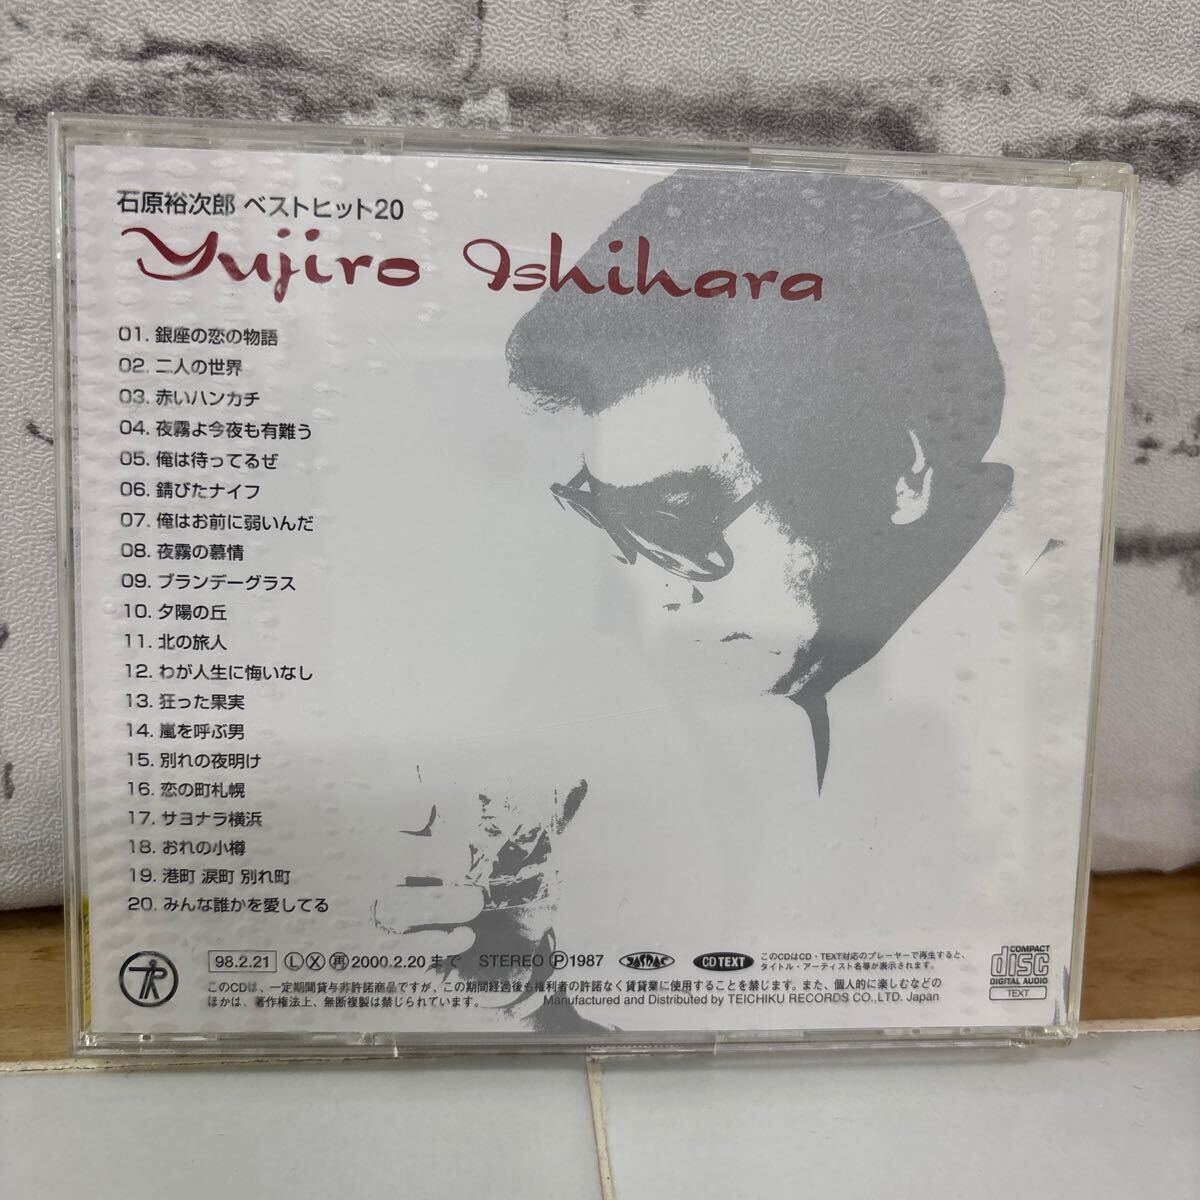 石原裕次郎 ベストヒット20
Yujiro Ishihara
01. 銀座の恋の物語
02. 二人の世界
03. 赤いハンカチ
04. 夜霧よ今夜も有難う
05. 俺は待ってるぜ
06. 錆びたナイフ
07. 俺はお前に弱いんだ
08. 夜霧の慕情
09. ブランデーグラス
10. 夕陽の丘
11. 北の旅人
12. わが人生に悔いなし
13. 狂った果実
14. 嵐を呼ぶ男
15. 別れの夜明け
16. 恋の町札幌
17. サヨナラ横浜
18. おれの小樽
19. 港町 涙町 別れ町
20. みんな誰かを愛してる
98.2.21 Ⓛ Ⓧ ㊢ 2000.2.20 まで STEREO Ⓟ1987 JASRAC CD TEXT
このCDはCD・TEXT対応のプレーヤーで再生すると、
タイトル・アーティスト名等が表示されます。
COMPACT
disc
DIGITAL AUDIO
TEXT
このCDは、一定期間貸与非許諾商品ですが、この期間経過後も権利者の許諾なく賃貸業に使用することを禁じます。また、個人的に楽しむなどの
ほかは、著作権法上、無断複製は禁じられています。 Manufactured and Distributed by TEICHIKU RECORDS CO.,LTD. Japan